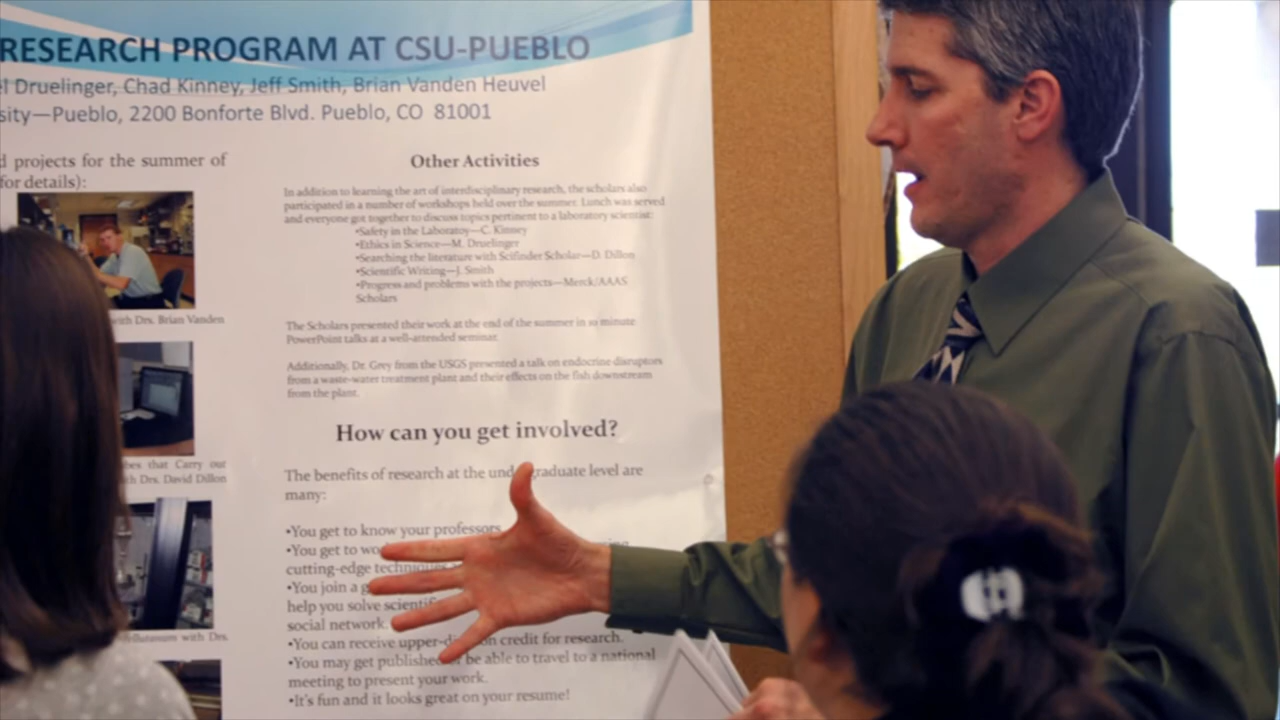 RESEARCH PROGRAM AT CSU-PUEBLO
l Druelinger, Chad Kinney, Jeff Smith, Brian Vanden Heuvel
sity—Pueblo, 2200 Bonforte Blvd. Pueblo, CO 81001
d projects for the summer of
for details):
with Drs. Brian Vanden
bes that Carry out
th Drs. David Dillon
with Drs.
Other Activities
In addition to learning the art of interdisciplinary research, the scholars also
participated in a number of workshops held over the summer. Lunch was served
and everyone got together to discuss topics pertinent to a laboratory scientist:
•Safety in the Laboratoy—C. Kinney
•Ethics in Science—M. Druelinger
•Searching the literature with Scifinder Scholar—D. Dillon
•Scientific Writing—J. Smith
•Progress and problems with the projects—Merck/AAAS
Scholars
The Scholars presented their work at the end of the summer in 10 minute
PowerPoint talks at a well-attended seminar.
Additionally, Dr. Grey from the USGS presented a talk on endocrine-disruptors
from a waste-water treatment plant and their effects on the fish downstream
from the plant.
How can you get involved?
The benefits of research at the und graduate level are
many:
•You get to know your professors
•You get to wo
cutting-edge techniques
•You join a g
help you solve scientif
social network.
•You can receive upper-d n credit for research.
•You may get published or be able to travel to a national
meeting to present your work.
•It's fun and it looks great on your resume!